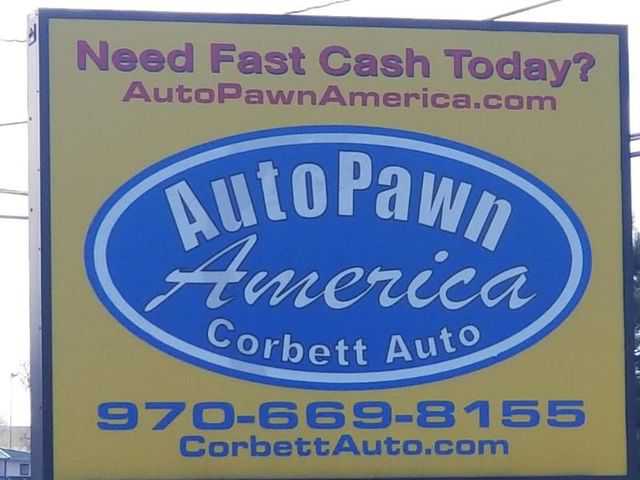 Need Fast Cash Today?
AutoPawnAmerica.com
AutoPawn
America
Corbett Auto
970-669-8155
CorbettAuto.com